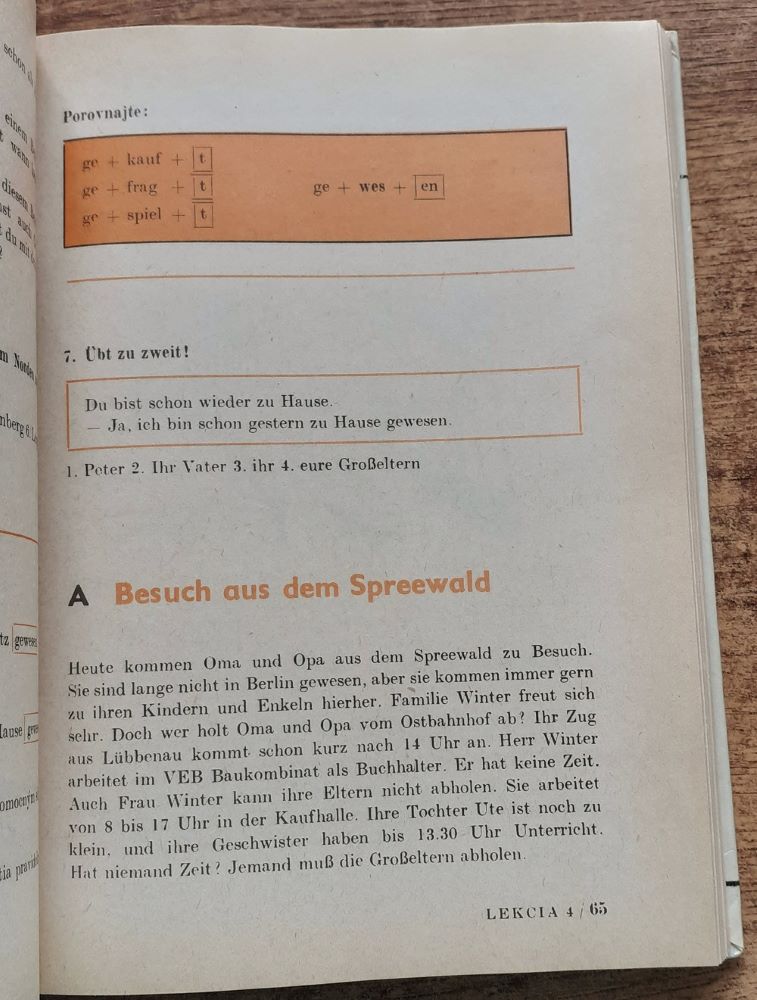 Porovnajte:
ge + kauf + t
ge + frag + t ge + wes + en
ge + spiel + t
7. Übt zu zweit!
Du bist schon wieder zu Hause.
— Ja, ich bin schon gestern zu Hause gewesen.
1. Peter 2. Ihr Vater 3. ihr 4. eure Großeltern
A Besuch aus dem Spreewald
Heute kommen Oma und Opa aus dem Spreewald zu Besuch.
Sie sind lange nicht in Berlin gewesen, aber sie kommen immer gern
zu ihren Kindern und Enkeln hierher. Familie Winter freut sich
sehr. Doch wer holt Oma und Opa vom Ostbahnhof ab? Ihr Zug
aus Lübbenau kommt schon kurz nach 14 Uhr an. Herr Winter
arbeitet im VEB Baukombinat als Buchhalter. Er hat keine Zeit.
Auch Frau Winter kann ihre Eltern nicht abholen. Sie arbeitet
von 8 bis 17 Uhr in der Kaufhalle. Ihre Tochter Ute ist noch zu
klein, und ihre Geschwister haben bis 13.30 Uhr Unterricht.
Hat niemand Zeit? Jemand muß die Großeltern abholen.
LEKCIA 4 / 65